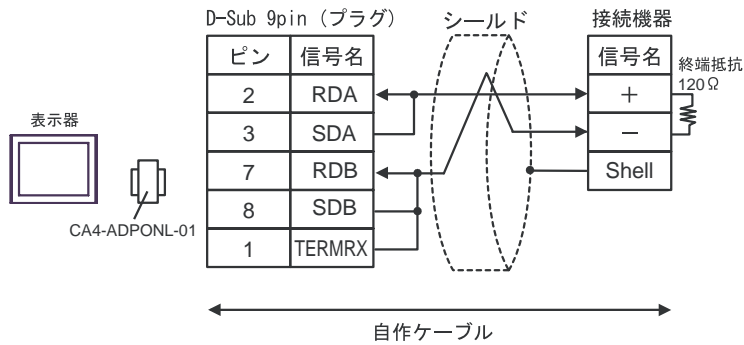 D-Sub 9pin (プラグ)
シールド
接続機器
ピン 信号名
信号名
終端抵抗
120Ω
2 RDA
+
3 SDA
−
表示器
7 RDB
Shell
8 SDB
CA4-ADPONL-01
1 TERMRX
自作ケーブル